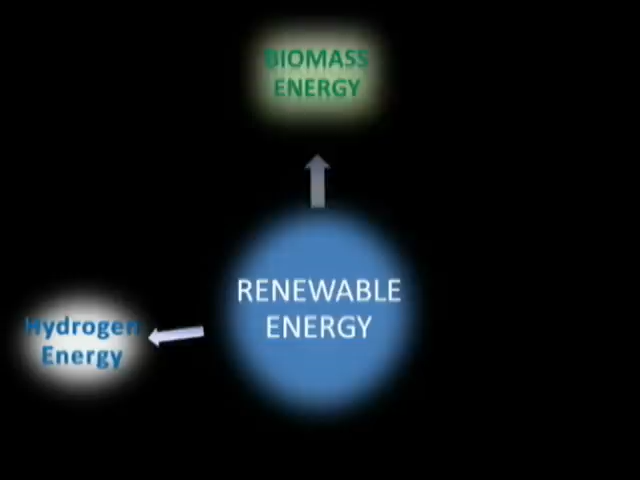 BIOMASS
ENERGY
RENEWABLE
ENERGY
Hydrogen
Energy